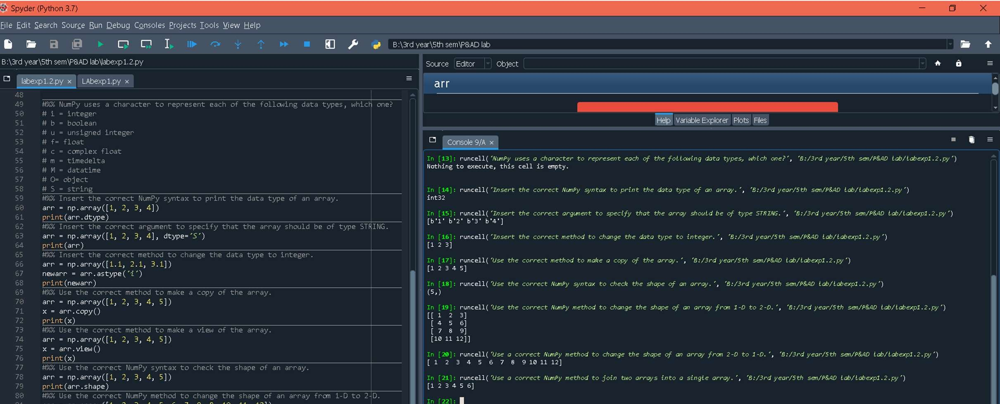 Spyder (Python 3.7)
File Edit Search Source Run Debug Consoles Projects Tools View Help
B:\3rd year\5th sem\P&AD lab
B:\3rd year\5th sem\P&AD lab\labexp1.2.py
labexp1.2.py LAbexp1.py
48
49 #%% NumPy uses a character to represent each of the following data types, which one?
50 # i = integer
51 # b = boolean
52 # u = unsigned integer
53 # f= float
54 # c = complex float
55 # m = timedelta
56 # M = datatime
57 # O= object
58 # S = string
59 #%% Insert the correct NumPy syntax to print the data type of an array.
60 arr = np.array([1, 2, 3, 4])
61 print(arr.dtype)
62 #%% Insert the correct argument to specify that the array should be of type STRING.
63 arr = np.array([1, 2, 3, 4], dtype='S')
64 print(arr)
65 #%% Insert the correct method to change the data type to integer.
66 arr = np.array([1.1, 2.1, 3.1])
67 newarr = arr.astype('i')
68 print(newarr)
69 #%% Use the correct method to make a copy of the array.
70 arr = np.array([1, 2, 3, 4, 5])
71 x = arr.copy()
72 print(x)
73 #%% Use the correct method to make a view of the array.
74 arr = np.array([1, 2, 3, 4, 5])
75 x = arr.view()
76 print(x)
77 #%% Use the correct NumPy syntax to check the shape of an array.
78 arr = np.array([1, 2, 3, 4, 5])
79 print(arr.shape)
80 #%% Use the correct NumPy method to change the shape of an array from 1-D to 2-D.
Source Editor Object
arr
Help Variable Explorer Plots Files
Console 9/A
In [13]: runcell('NumPy uses a character to represent each of the following data types, which one?', 'B:/3rd year/5th sem/P&AD lab/labexp1.2.py')
Nothing to execute, this cell is empty.
In [14]: runcell('Insert the correct NumPy syntax to print the data type of an array.', 'B:/3rd year/5th sem/P&AD lab/labexp1.2.py')
int32
In [15]: runcell('Insert the correct argument to specify that the array should be of type STRING.', 'B:/3rd year/5th sem/P&AD lab/labexp1.2.py')
[b'1' b'2' b'3' b'4']
In [16]: runcell('Insert the correct method to change the data type to integer.', 'B:/3rd year/5th sem/P&AD lab/labexp1.2.py')
[1 2 3]
In [17]: runcell('Use the correct method to make a copy of the array.', 'B:/3rd year/5th sem/P&AD lab/labexp1.2.py')
[1 2 3 4 5]
In [18]: runcell('Use the correct NumPy syntax to check the shape of an array.', 'B:/3rd year/5th sem/P&AD lab/labexp1.2.py')
(5,)
In [19]: runcell('Use the correct NumPy method to change the shape of an array from 1-D to 2-D.', 'B:/3rd year/5th sem/P&AD lab/labexp1.2.py')
[[ 1 2 3]
[ 4 5 6]
[ 7 8 9]
[10 11 12]]
In [20]: runcell('Use a correct NumPy method to change the shape of an array from 2-D to 1-D.', 'B:/3rd year/5th sem/P&AD lab/labexp1.2.py')
[ 1 2 3 4 5 6 7 8 9 10 11 12]
In [21]: runcell('Use a correct NumPy method to join two arrays into a single array.', 'B:/3rd year/5th sem/P&AD lab/labexp1.2.py')
[1 2 3 4 5 6]
In [22]: